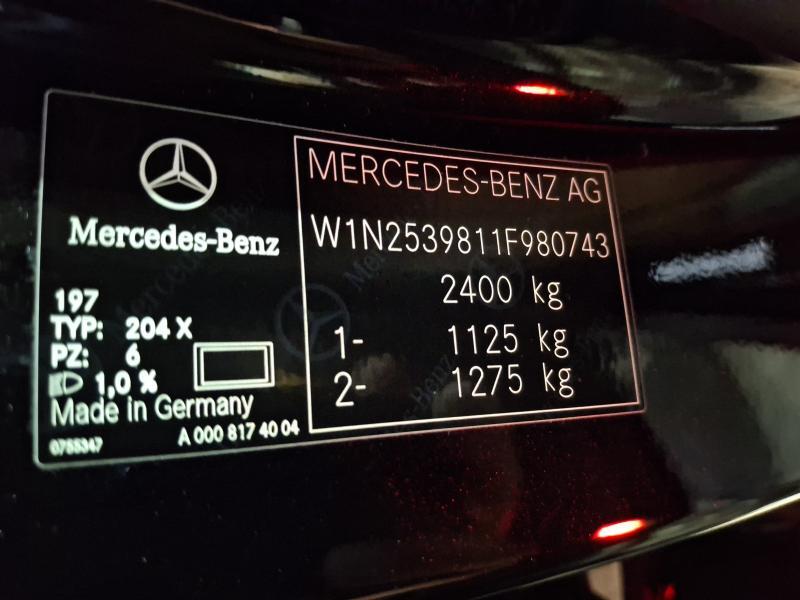 Mercedes-Benz
197
TYP: 204 X
PZ: 6
1,0 %
Made in Germany
0755347
A 000 817 40 04
MERCEDES-BENZ AG
W1N2539811F980743
2400 kg
1- 1125 kg
2- 1275 kg